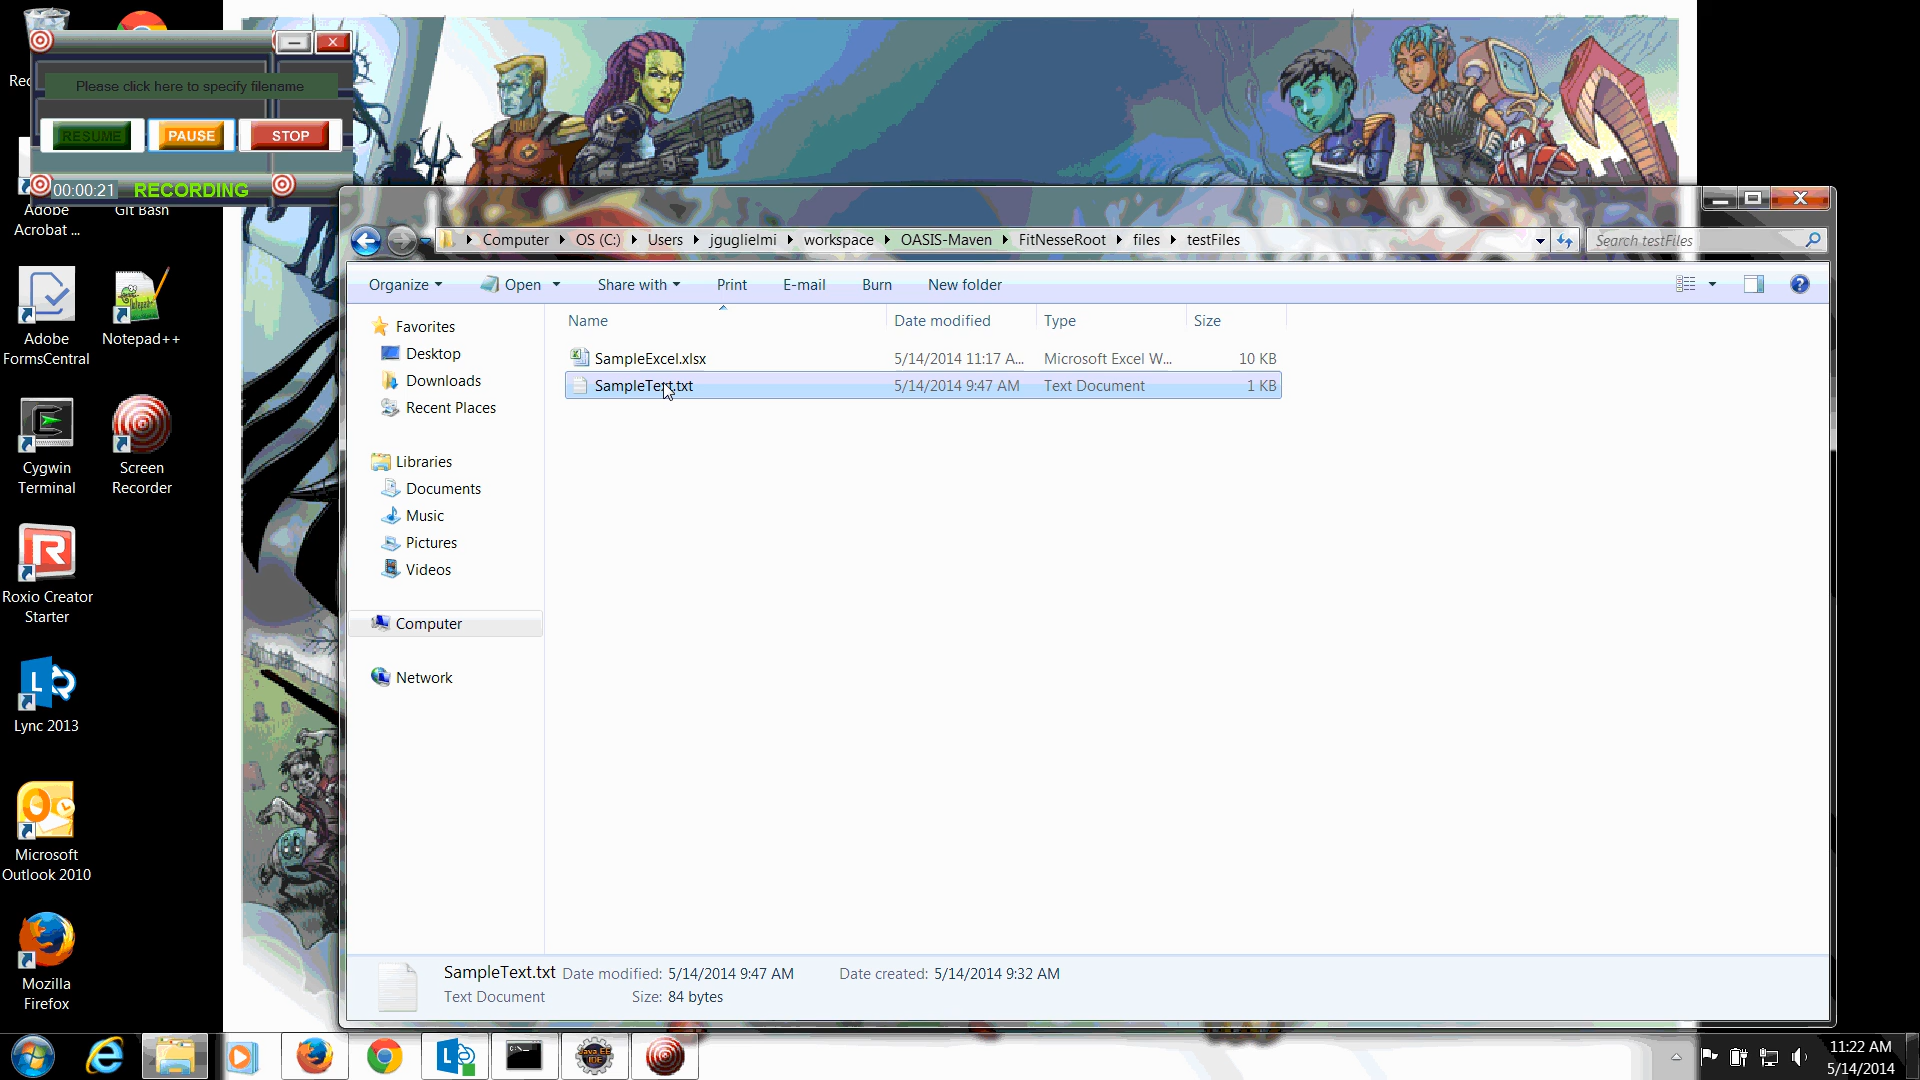 Please click here to specify filename
RESUME PAUSE STOP
00:00:21 RECORDING
Adobe
Acrobat ...
Git Bash
Adobe
FormsCentral
Notepad++
Cygwin
Terminal
Screen
Recorder
Roxio Creator
Starter
Lync 2013
Microsoft
Outlook 2010
Mozilla
Firefox
Computer OS (C:) Users jguglielmi workspace OASIS-Maven FitNesseRoot files testFiles
Search testFiles
Organize Open Share with Print E-mail Burn New folder
Favorites
Desktop
Downloads
Recent Places
Libraries
Documents
Music
Pictures
Videos
Computer
Network
Name Date modified Type Size
SampleExcel.xlsx 5/14/2014 11:17 A... Microsoft Excel W... 10 KB
SampleText.txt 5/14/2014 9:47 AM Text Document 1 KB
SampleText.txt Date modified: 5/14/2014 9:47 AM Date created: 5/14/2014 9:32 AM
Text Document Size: 84 bytes
Java EE
IDE
11:22 AM
5/14/2014